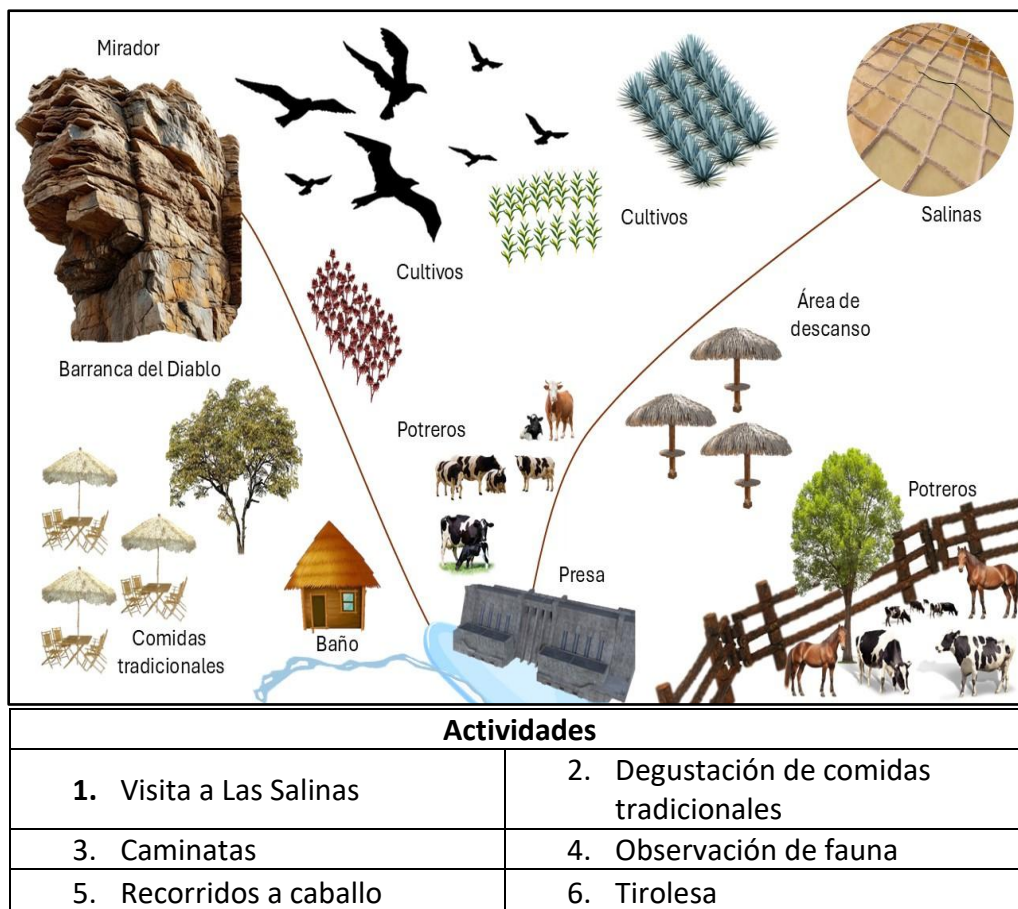 Mirador
Cultivos
Salinas
Cultivos
Área de
descanso
Barranca del Diablo
Potreros
Potreros
Presa
Comidas
tradicionales
Baño
Actividades
1. Visita a Las Salinas
2. Degustación de comidas
tradicionales
3. Caminatas
4. Observación de fauna
5. Recorridos a caballo
6. Tirolesa